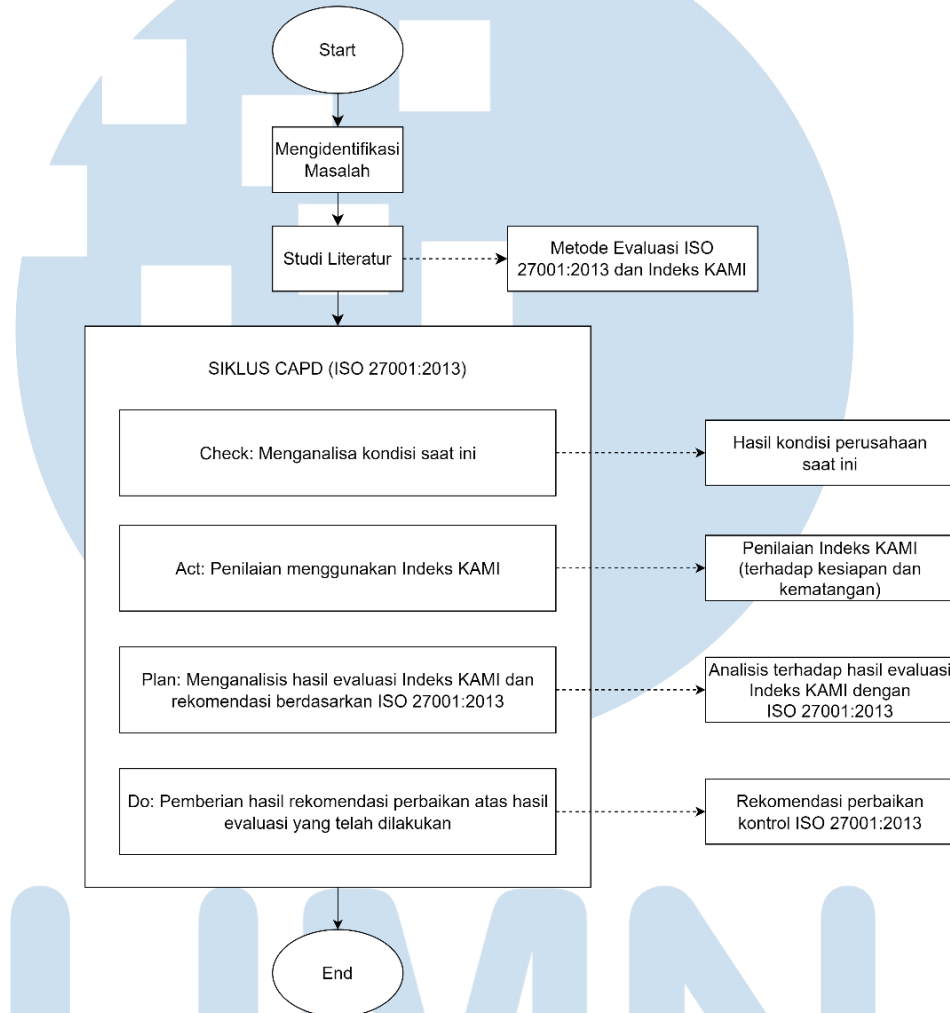 Start
Mengidentifikasi
Masalah
Studi Literatur
Metode Evaluasi ISO
27001:2013 dan Indeks KAMI
SIKLUS CAPD (ISO 27001:2013)
Check: Menganalisa kondisi saat ini
Hasil kondisi perusahaan
saat ini
Act: Penilaian menggunakan Indeks KAMI
Penilaian Indeks KAMI
(terhadap kesiapan dan
kematangan)
Plan: Menganalisis hasil evaluasi Indeks KAMI dan
rekomendasi berdasarkan ISO 27001:2013
Analisis terhadap hasil evaluasi
Indeks KAMI dengan
ISO 27001:2013
Do: Pemberian hasil rekomendasi perbaikan atas hasil
evaluasi yang telah dilakukan
Rekomendasi perbaikan
kontrol ISO 27001:2013
End
UMN